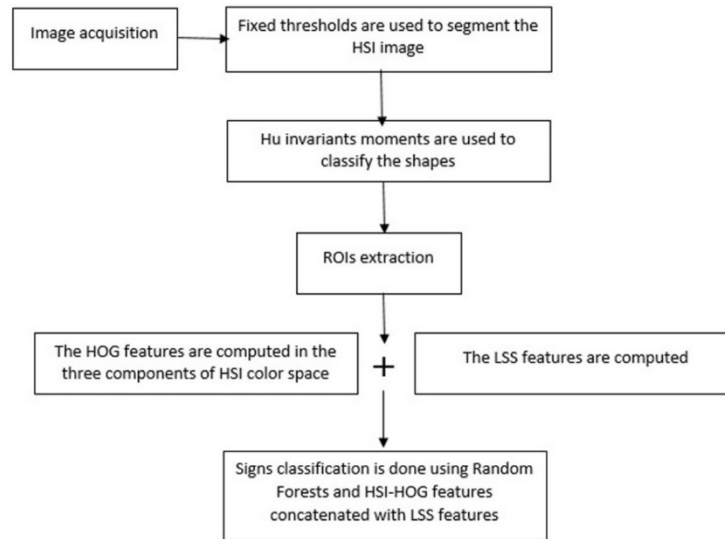 Image acquisition
Fixed thresholds are used to segment the
HSI image
Hu invariants moments are used to
classify the shapes
ROIs extraction
The HOG features are computed in the
three components of HSI color space
+
The LSS features are computed
Signs classification is done using Random
Forests and HSI-HOG features
concatenated with LSS features